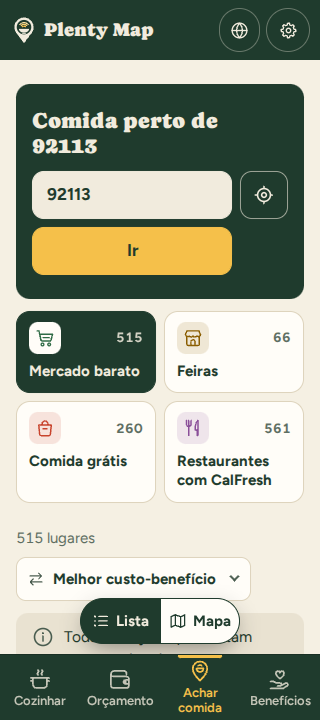 Plenty Map
Comida perto de
92113
92113
Ir
515
Mercado barato
66
Feiras
260
Comida grátis
561
Restaurantes
com CalFresh
515 lugares
Melhor custo-benefício
Lista
Mapa
Cozinhar
Orçamento
Achar
comida
Benefícios